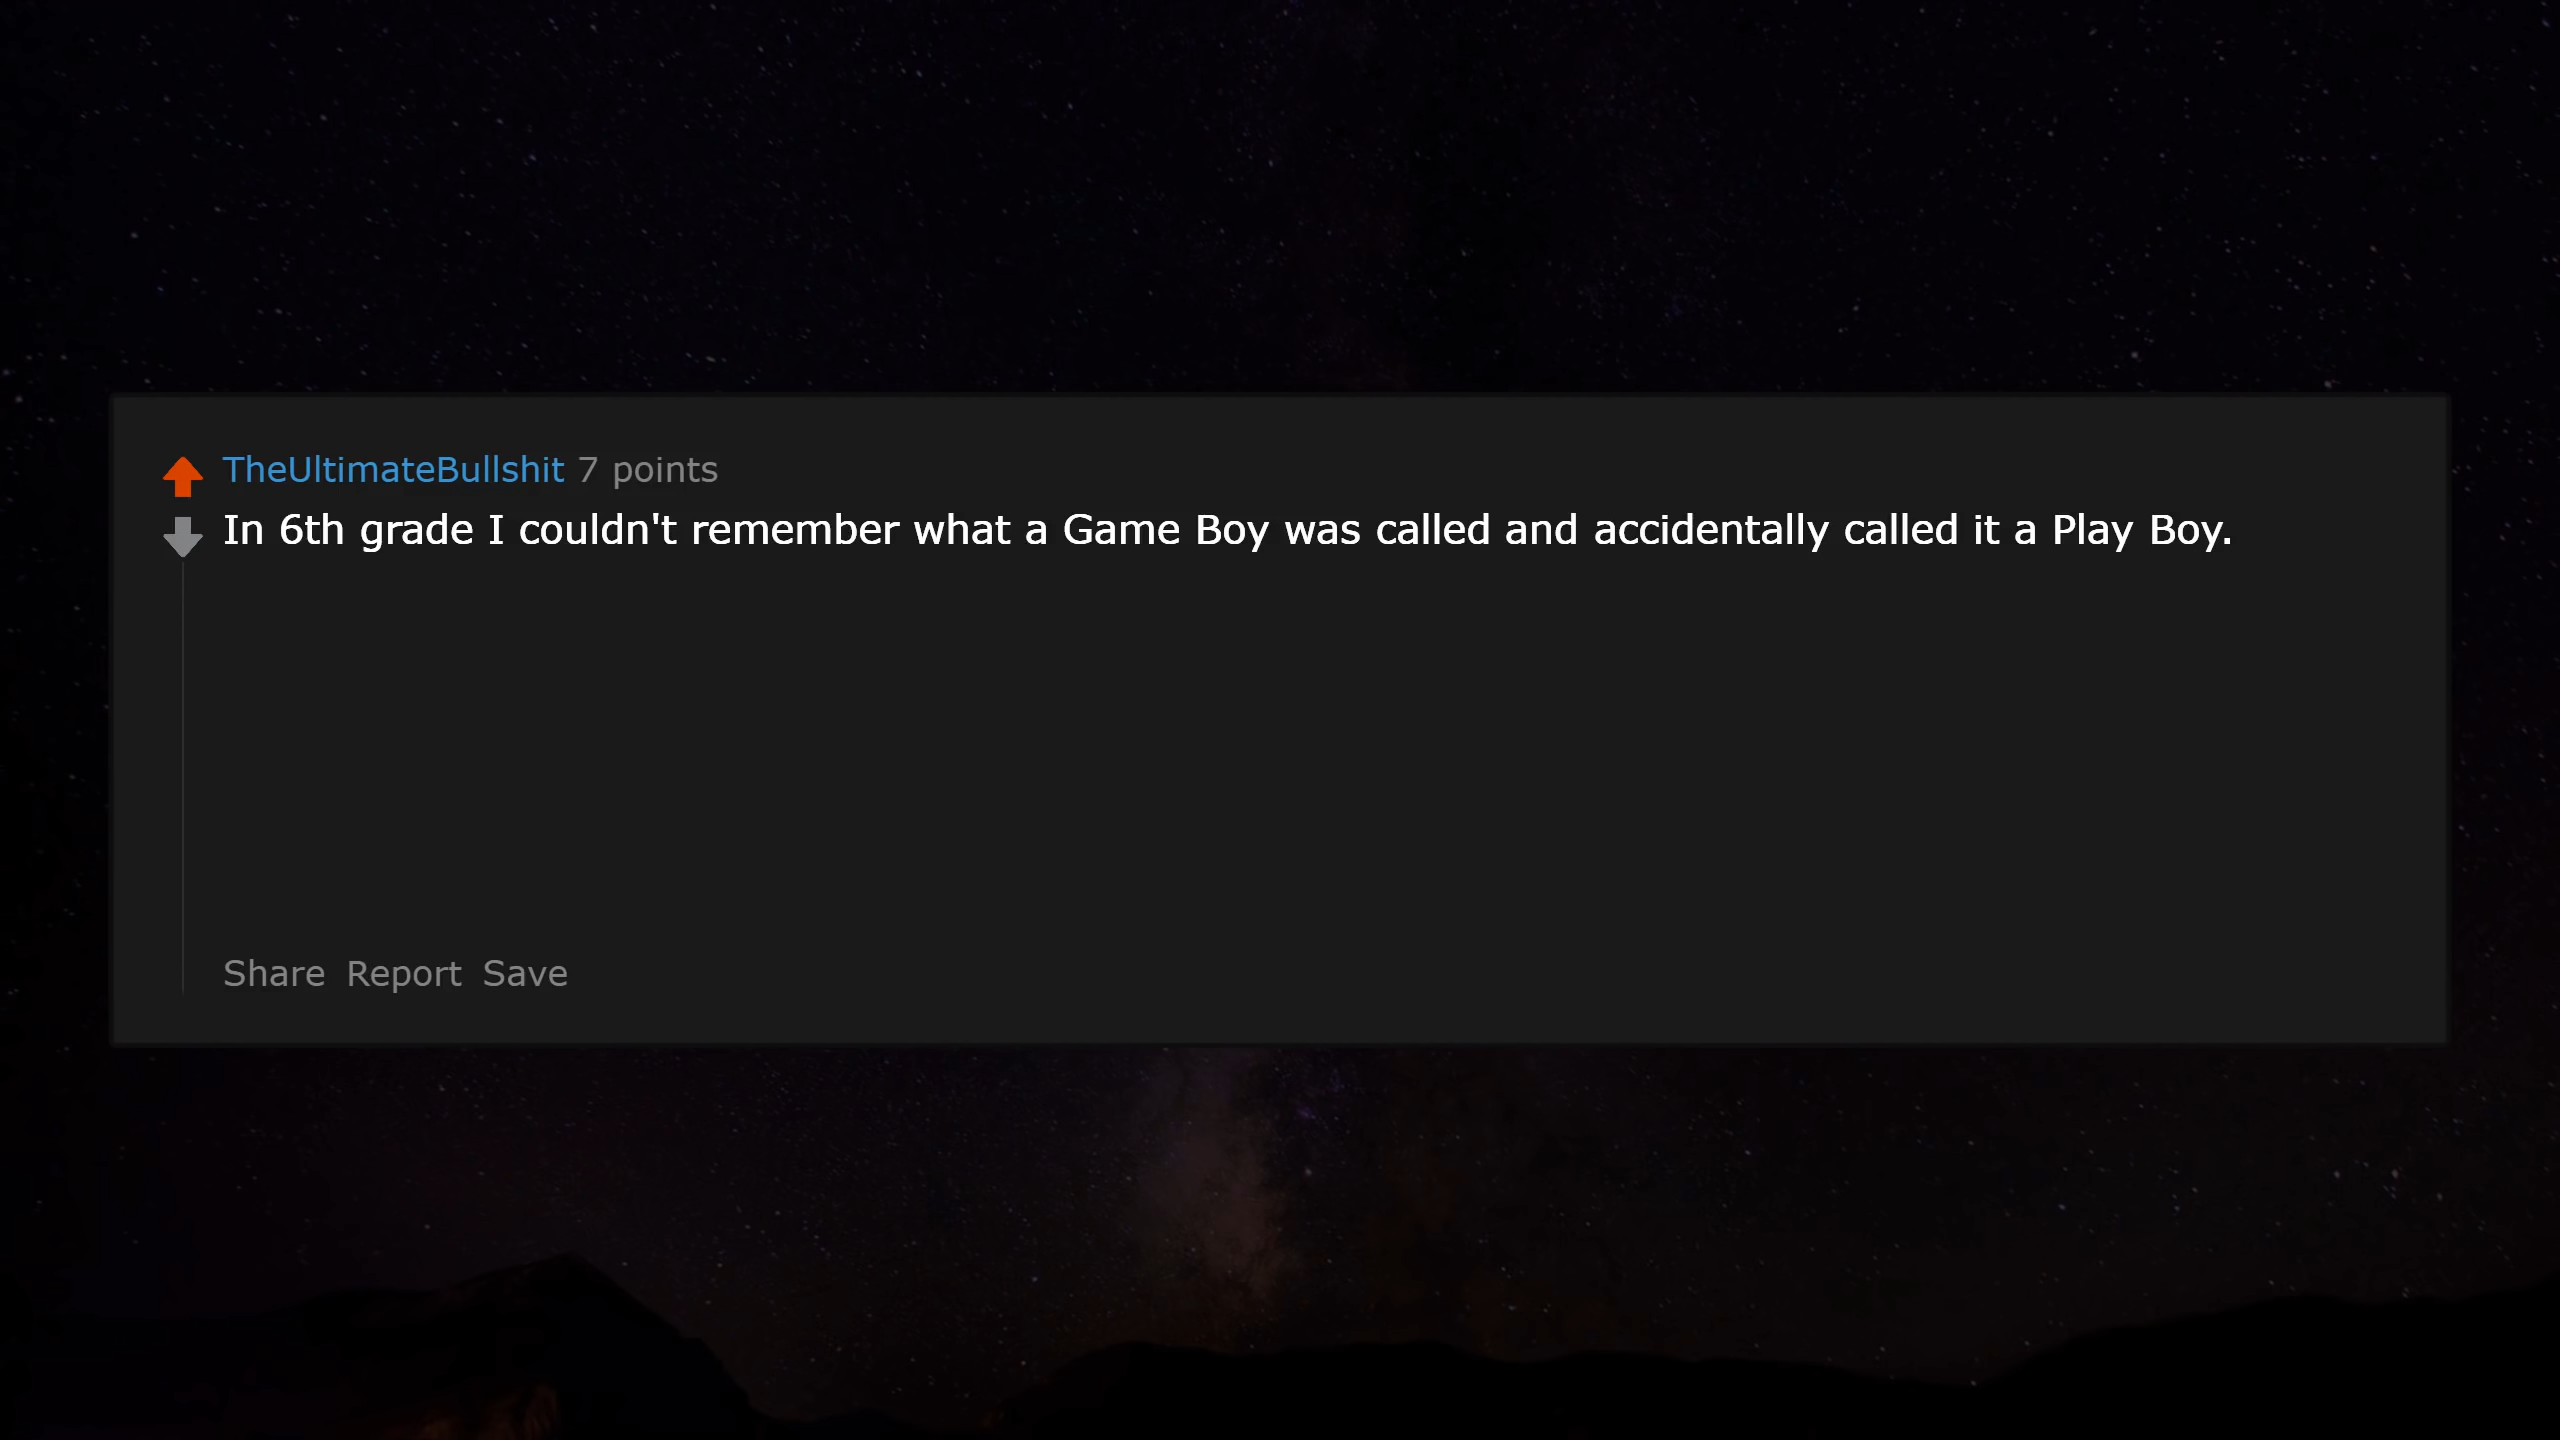 TheUltimateBullshit 7 points
In 6th grade I couldn't remember what a Game Boy was called and accidentally called it a Play Boy.
Share Report Save